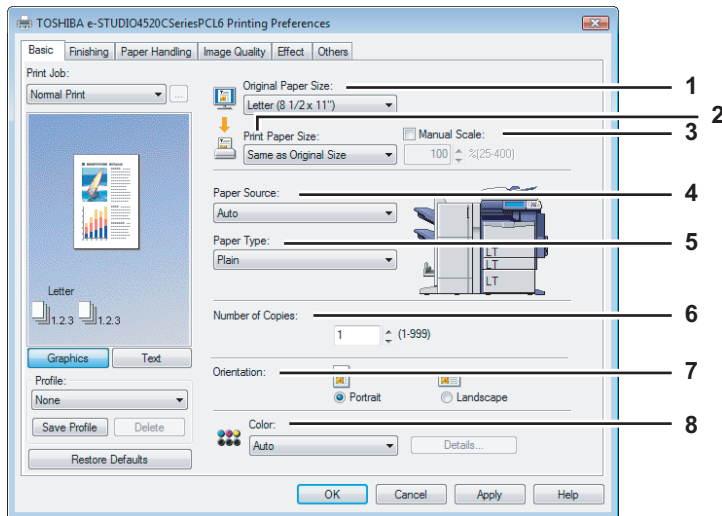 TOSHIBA e-STUDIO4520CSeriesPCL6 Printing Preferences
Basic Finishing Paper Handling Image Quality Effect Others
Print Job:
Normal Print
...
Letter
1.2.3 1.2.3
Graphics Text
Profile:
None
Save Profile Delete
Restore Defaults
Original Paper Size:
Letter (8 1/2 x 11")
Print Paper Size:
Same as Original Size
Manual Scale:
100 %(25-400)
Paper Source:
Auto
Paper Type:
Plain
LT
LT
LT
Number of Copies:
1 (1-999)
Orientation:
Portrait Landscape
Color:
Auto
Details...
OK Cancel Apply Help
1
2
3
4
5
6
7
8